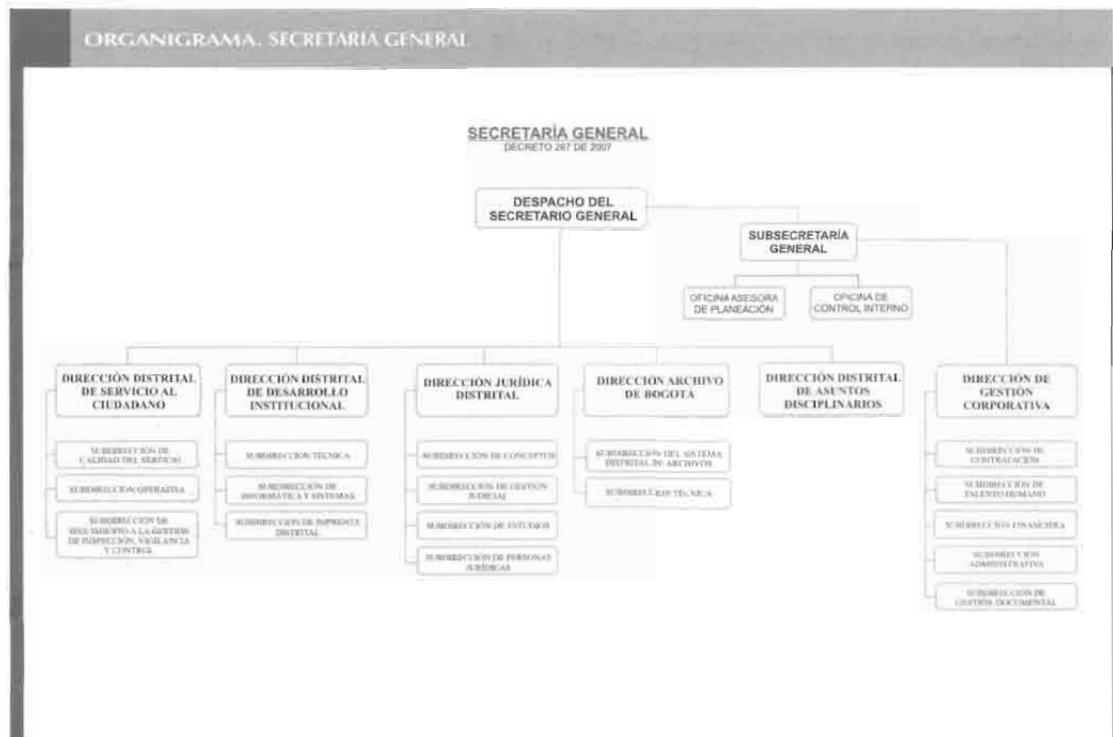 ORGANIGRAMA. SECRETARÍA GENERAL
SECRETARÍA GENERAL
DECRETO 267 DE 2007
DESPACHO DEL
SECRETARIO GENERAL
SUBSECRETARÍA
GENERAL
OFICINA ASESORA
DE PLANEACIÓN
OFICINA DE
CONTROL INTERNO
DIRECCIÓN DISTRITAL
DE SERVICIO AL
CIUDADANO
SUBDIRECCIÓN DE
CALIDAD DEL SERVICIO
SUBDIRECCIÓN OPERATIVA
SUBDIRECCIÓN DE
SEGUIMIENTO A LA GESTIÓN
DE INSPECCIÓN, VIGILANCIA
Y CONTROL
DIRECCIÓN DISTRITAL
DE DESARROLLO
INSTITUCIONAL
SUBDIRECCIÓN TÉCNICA
SUBDIRECCIÓN DE
INFORMÁTICA Y SISTEMAS
SUBDIRECCIÓN DE IMPRENTA
DISTRITAL
DIRECCIÓN JURÍDICA
DISTRITAL
SUBDIRECCIÓN DE CONCEPTOS
SUBDIRECCIÓN DE GESTIÓN
JUDICIAL
SUBDIRECCIÓN DE ESTUDIOS
SUBDIRECCIÓN DE PERSONAS
JURÍDICAS
DIRECCIÓN ARCHIVO
DE BOGOTA
SUBDIRECCIÓN DEL SISTEMA
DISTRITAL DE ARCHIVOS
SUBDIRECCIÓN TÉCNICA
DIRECCIÓN DISTRITAL
DE ASUNTOS
DISCIPLINARIOS
DIRECCIÓN DE
GESTIÓN
CORPORATIVA
SUBDIRECCIÓN DE
CONTRATACIÓN
SUBDIRECCIÓN DE
TALENTO HUMANO
SUBDIRECCIÓN FINANCIERA
SUBDIRECCIÓN
ADMINISTRATIVA
SUBDIRECCIÓN DE
GESTIÓN DOCUMENTAL